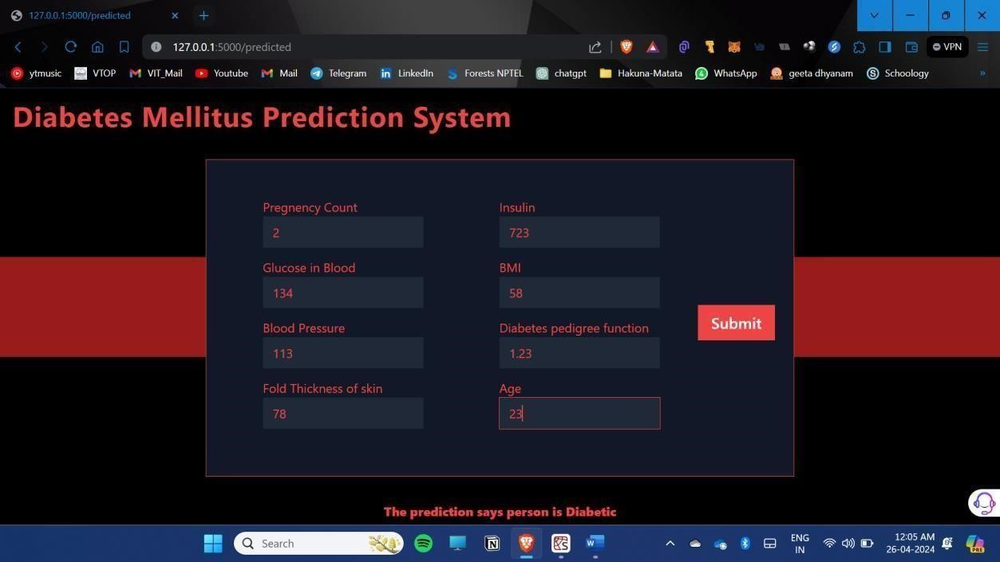 127.0.0.1:5000/predicted
127.0.0.1:5000/predicted
VPN
ytmusic VTOP VIT_Mail Youtube Mail Telegram LinkedIn Forests NPTEL chatgpt Hakuna-Matata WhatsApp geeta dhyanam Schoology »
Diabetes Mellitus Prediction System
Pregnency Count
2
Insulin
723
Glucose in Blood
134
BMI
58
Blood Pressure
113
Diabetes pedigree function
1.23
Fold Thickness of skin
78
Age
23
Submit
The prediction says person is Diabetic
Search
ENG
IN
12:05 AM
26-04-2024
PRE